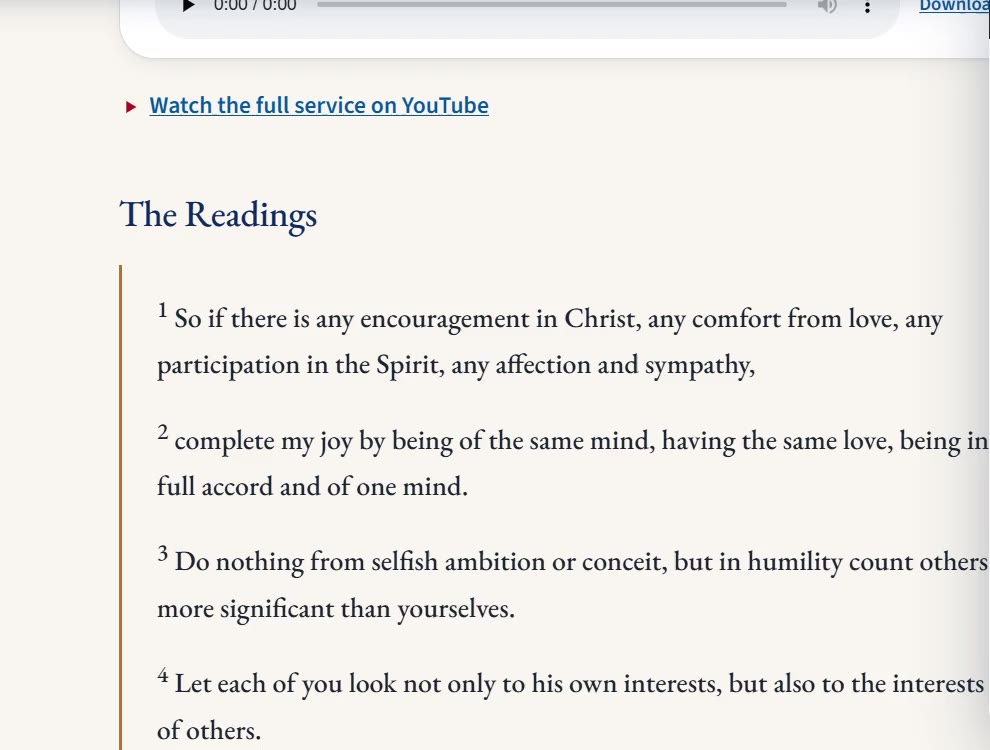 0:00 / 0:00
Downloa
Watch the full service on YouTube
The Readings
1 So if there is any encouragement in Christ, any comfort from love, any
participation in the Spirit, any affection and sympathy,
2 complete my joy by being of the same mind, having the same love, being in
full accord and of one mind.
3 Do nothing from selfish ambition or conceit, but in humility count others
more significant than yourselves.
4 Let each of you look not only to his own interests, but also to the interests
of others.